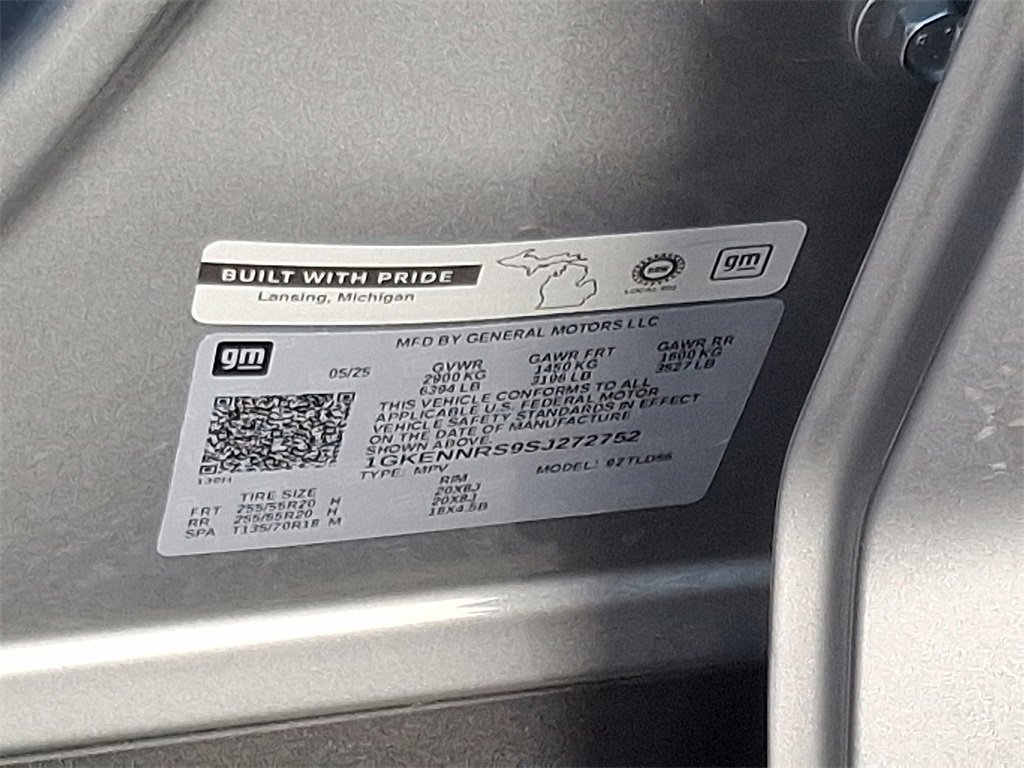 BUILT WITH PRIDE
Lansing, Michigan
LOCAL 602
gm
gm
MFD BY GENERAL MOTORS LLC
05/25
GVWR GAWR FRT GAWR RR
2900 KG 1450 KG 1600 KG
6394 LB 3196 LB 3527 LB
THIS VEHICLE CONFORMS TO ALL
APPLICABLE U.S. FEDERAL MOTOR
VEHICLE SAFETY STANDARDS IN EFFECT
ON THE DATE OF MANUFACTURE
SHOWN ABOVE.
1GKENNRS9SJ272752
TYPE: MPV MODEL:
TIRE SIZE RIM
FRT 255/55R20 H 20X8J
RR 255/55R20 H 20X8J
SPA T135/70R18 M 18X4.5B